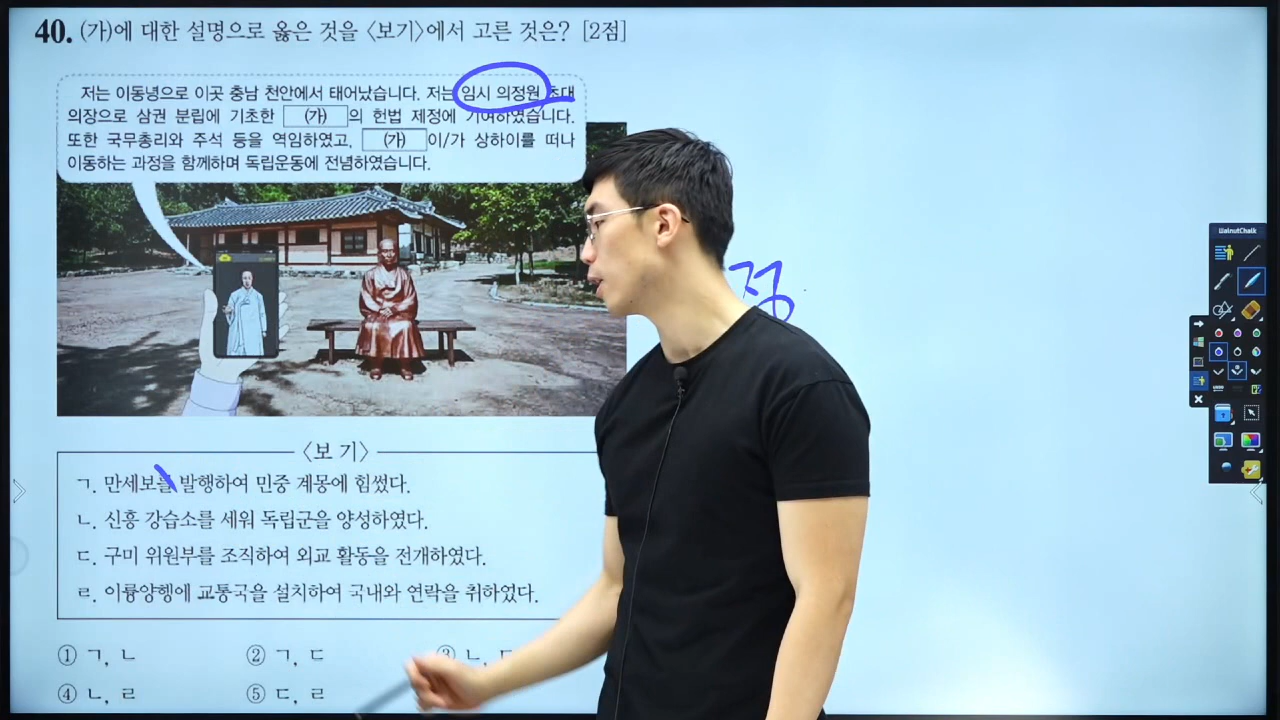 40. (가)에 대한 설명으로 옳은 것을 〈보기〉에서 고른 것은? [2점]
저는 이동녕으로 이곳 충남 천안에서 태어났습니다. 저는 임시 의정원 초대
의장으로 삼권 분립에 기초한 (가) 의 헌법 제정에 기여하였습니다.
또한 국무총리와 주석 등을 역임하였고, (가) 이/가 상하이를 떠나
이동하는 과정을 함께하며 독립운동에 전념하였습니다.
정
〈보 기〉
ㄱ. 만세보를 발행하여 민중 계몽에 힘썼다.
ㄴ. 신흥 강습소를 세워 독립군을 양성하였다.
ㄷ. 구미 위원부를 조직하여 외교 활동을 전개하였다.
ㄹ. 이륭양행에 교통국을 설치하여 국내와 연락을 취하였다.
① ㄱ, ㄴ ② ㄱ, ㄷ ③ ㄴ, ㄷ
④ ㄴ, ㄹ ⑤ ㄷ, ㄹ
WalnutChalk